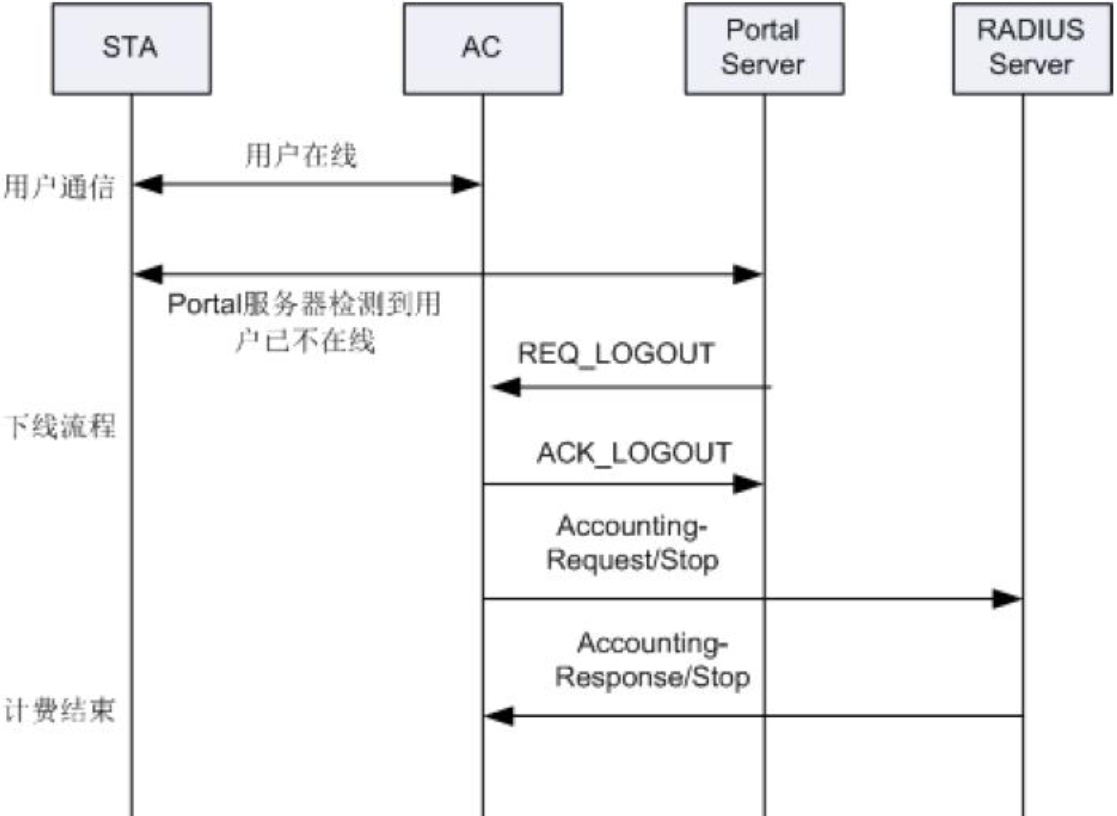 STA
AC
Portal
Server
RADIUS
Server
用户在线
用户通信
Portal服务器检测到用
户已不在线
REQ_LOGOUT
下线流程
ACK_LOGOUT
Accounting-
Request/Stop
Accounting-
Response/Stop
计费结束